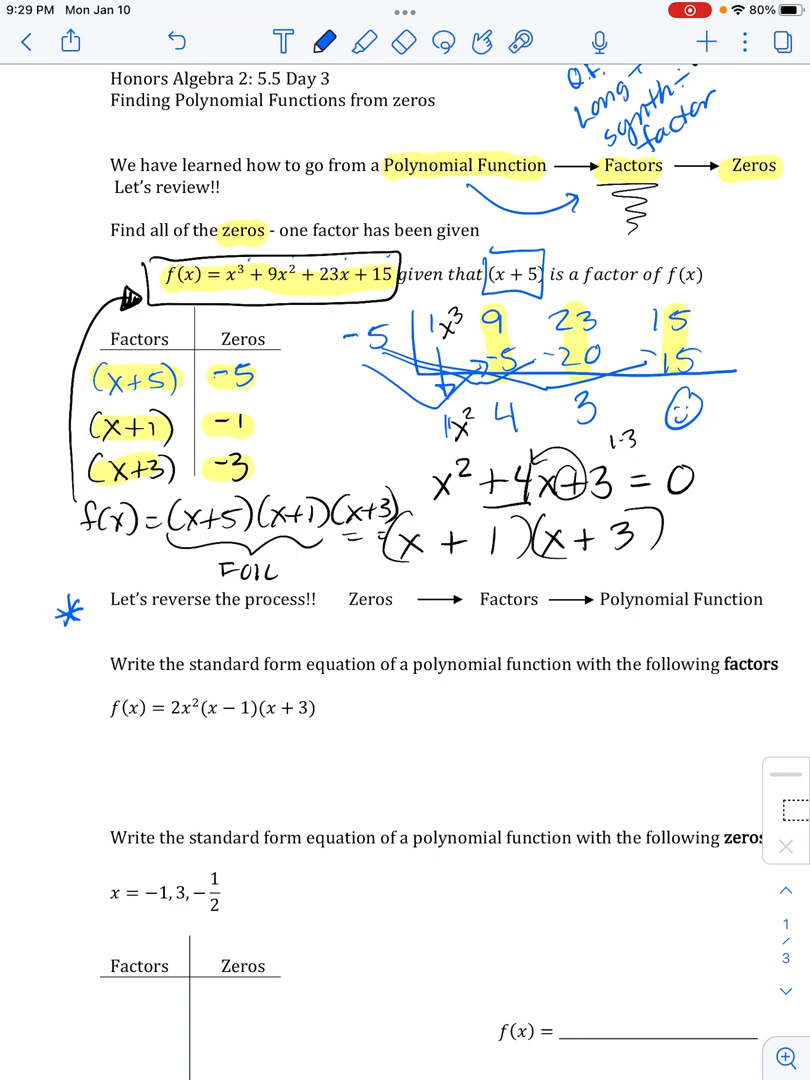 9:29 PM Mon Jan 10 80%
Honors Algebra 2: 5.5 Day 3
Finding Polynomial Functions from zeros
Q.F.
Long ÷
synth ÷
factor
We have learned how to go from a Polynomial Function → Factors → Zeros
Let's review!!
Find all of the zeros - one factor has been given
f(x) = x³ + 9x² + 23x + 15 given that (x + 5) is a factor of f(x)
Factors Zeros
(x+5) -5
(x+1) -1
(x+3) -3
-5 | 1x³ 9 23 15
-5 -20 -15
1x² 4 3
1·3
x² + 4x + 3 = 0
= (x + 1)(x + 3)
f(x) = (x+5)(x+1)(x+3)
FOIL
* Let's reverse the process!! Zeros → Factors → Polynomial Function
Write the standard form equation of a polynomial function with the following factors
f(x) = 2x²(x − 1)(x + 3)
Write the standard form equation of a polynomial function with the following zeros
x = −1, 3, −1/2
Factors Zeros
f(x) = ____________________
1
/
3